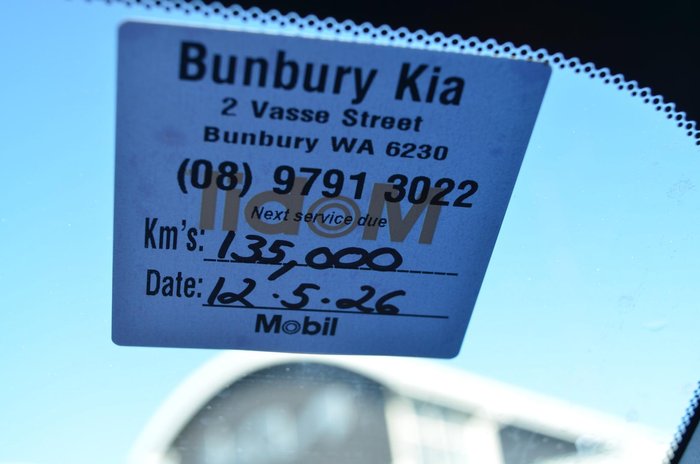 Bunbury Kia
2 Vasse Street
Bunbury WA 6230
(08) 9791 3022
Mobil
Next service due
Km's: 135,000
Date: 12.5.26
Mobil